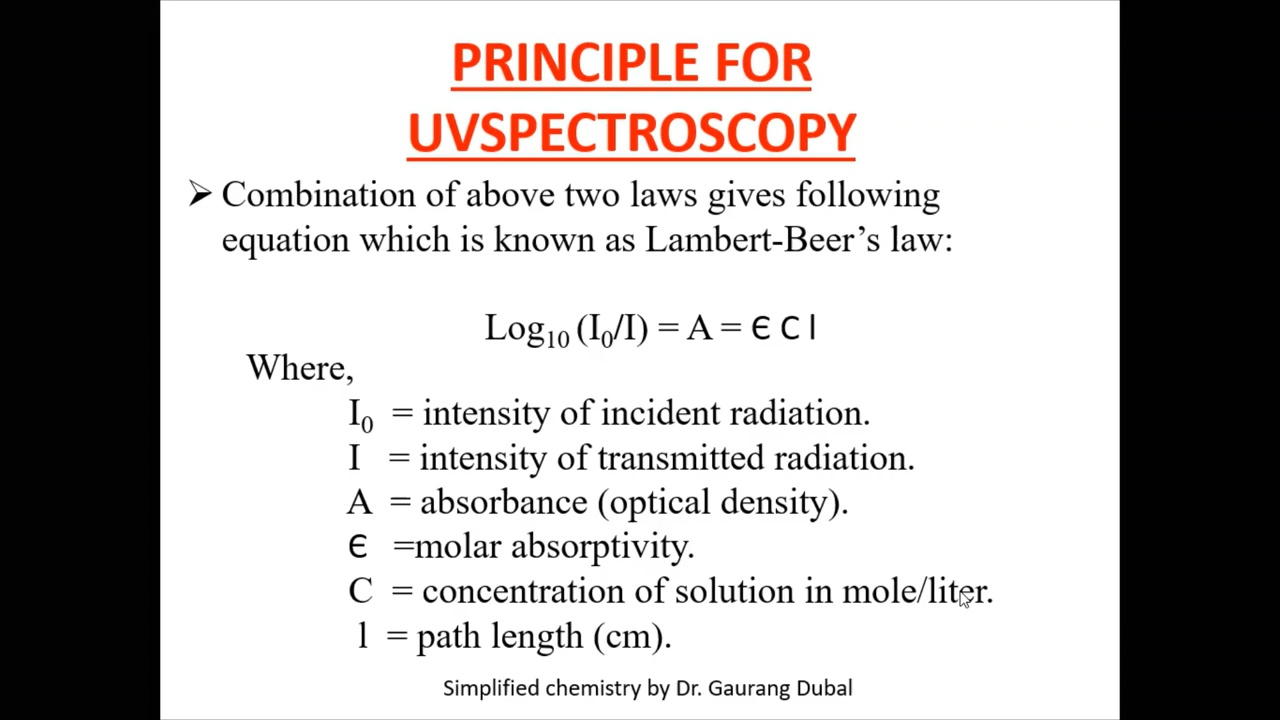 PRINCIPLE FOR
UVSPECTROSCOPY
➢ Combination of above two laws gives following
equation which is known as Lambert-Beer’s law:
Log₁₀ (I₀/I) = A = Є C l
Where,
I₀ = intensity of incident radiation.
I = intensity of transmitted radiation.
A = absorbance (optical density).
Є =molar absorptivity.
C = concentration of solution in mole/liter.
l = path length (cm).
Simplified chemistry by Dr. Gaurang Dubal